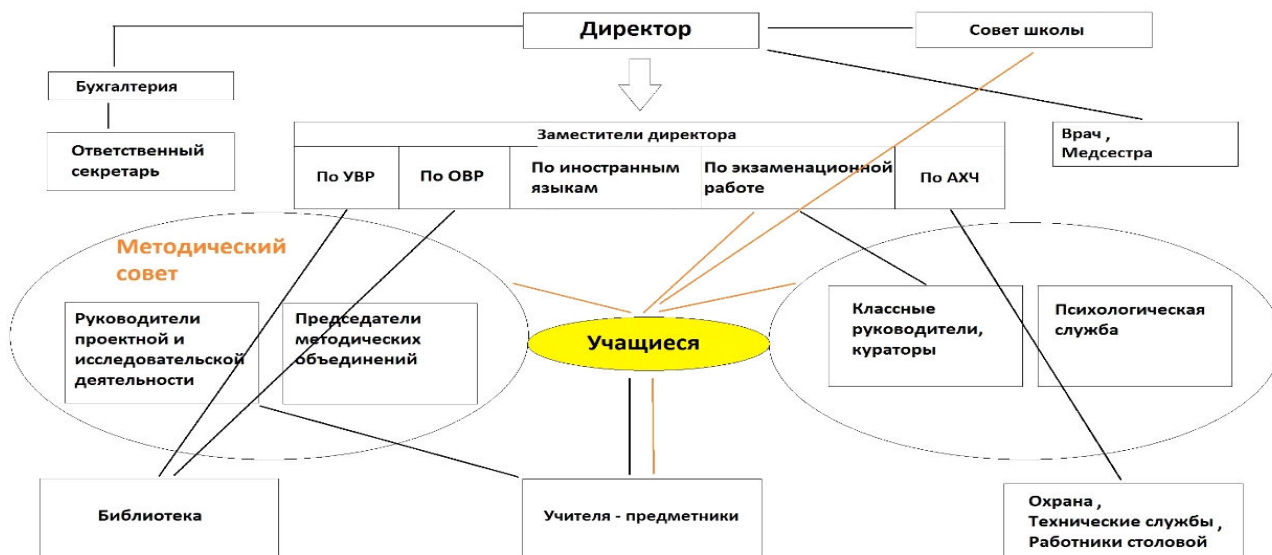 Директор
Совет школы
Бухгалтерия
Ответственный
секретарь
Врач ,
Медсестра
Заместители директора
По УВР
По ОВР
По иностранным
языкам
По экзаменационной
работе
По АХЧ
Методический
совет
Руководители
проектной и
исследовательской
деятельности
Председатели
методических
объединений
Учащиеся
Классные
руководители,
кураторы
Психологическая
служба
Библиотека
Учителя - предметники
Охрана ,
Технические службы ,
Работники столовой